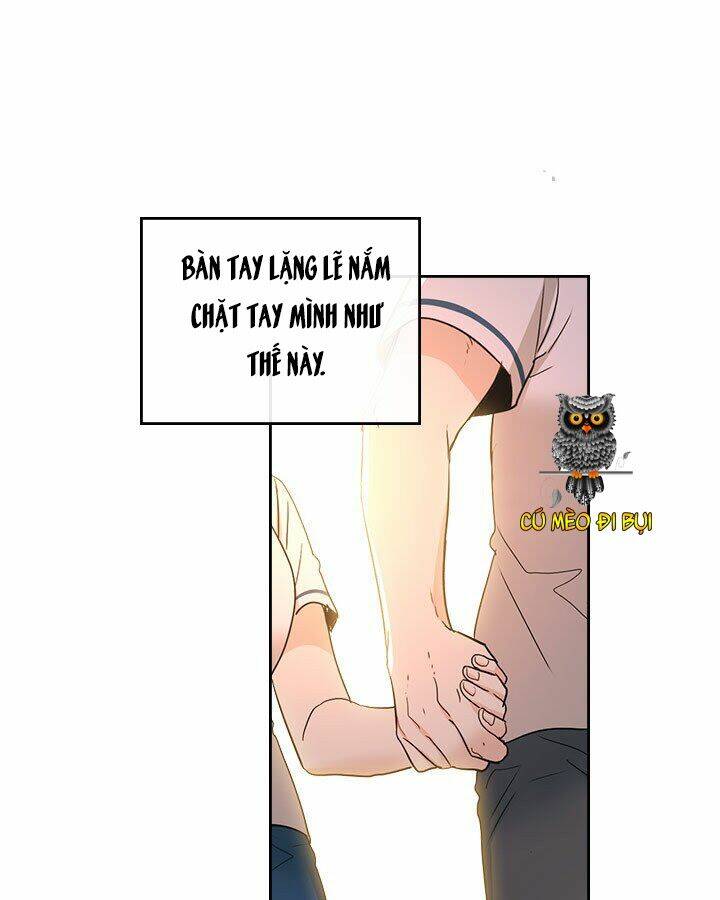 BÀN TAY LẶNG LẼ NẮM
CHẶT TAY MÌNH NHƯ
THẾ NÀY.
CÚ MÈO ĐI BỤI